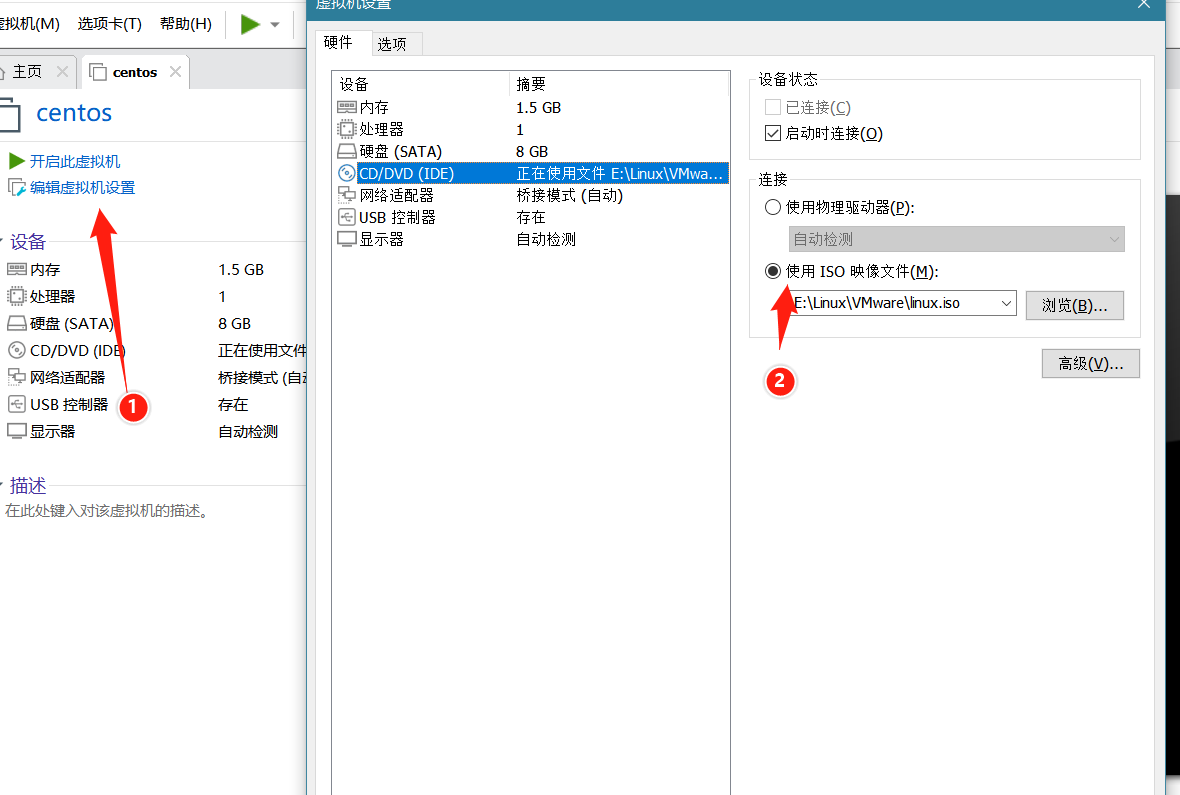 虚拟机(M) 选项卡(T) 帮助(H)
主页
centos
centos
开启此虚拟机
编辑虚拟机设置
设备
内存 1.5 GB
处理器 1
硬盘 (SATA) 8 GB
CD/DVD (IDE) 正在使用文件
网络适配器 桥接模式 (自动
USB 控制器 存在
显示器 自动检测
1
描述
在此处键入对该虚拟机的描述。
虚拟机设置
硬件 选项
设备 摘要
内存 1.5 GB
处理器 1
硬盘 (SATA) 8 GB
CD/DVD (IDE) 正在使用文件 E:\Linux\VMwa...
网络适配器 桥接模式 (自动)
USB 控制器 存在
显示器 自动检测
设备状态
已连接(C)
启动时连接(O)
连接
使用物理驱动器(P):
自动检测
使用 ISO 映像文件(M):
E:\Linux\VMware\linux.iso
浏览(B)...
2
高级(V)...